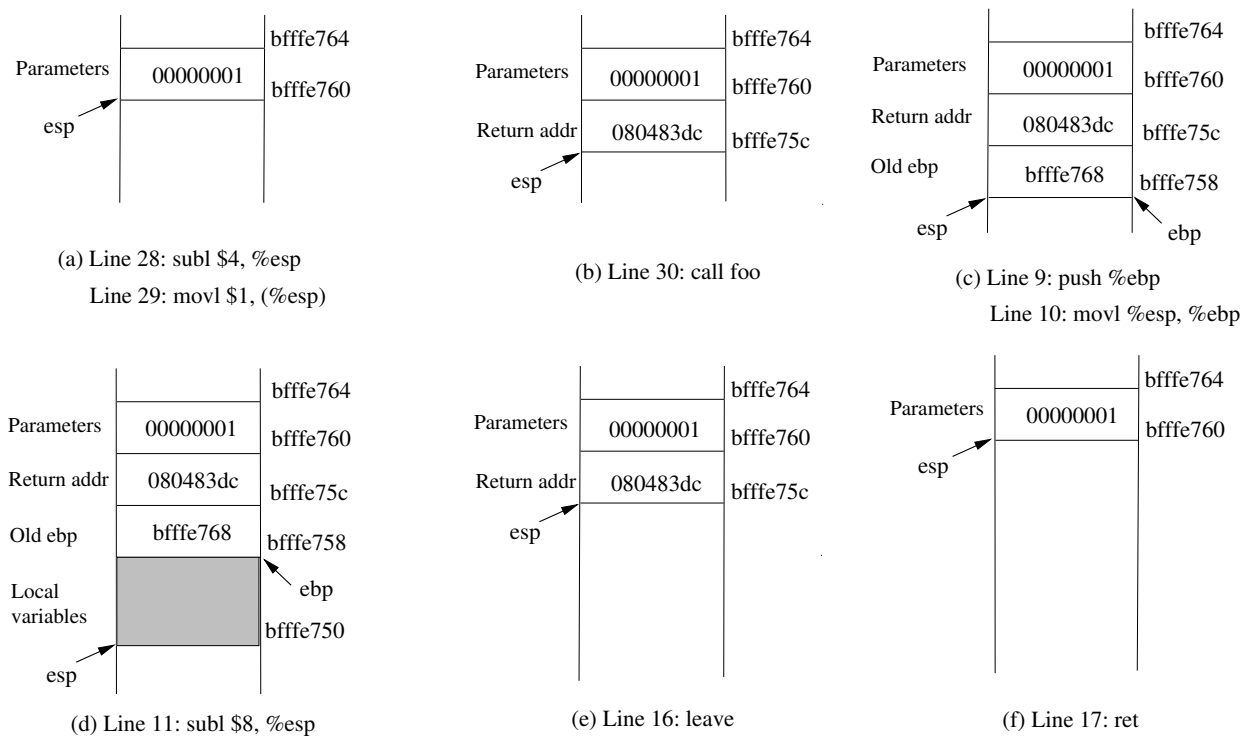 bfffe764
Parameters 00000001 bfffe760
esp
(a) Line 28: subl $4, %esp
Line 29: movl $1, (%esp)
bfffe764
Parameters 00000001 bfffe760
Return addr 080483dc bfffe75c
esp
(b) Line 30: call foo
bfffe764
Parameters 00000001 bfffe760
Return addr 080483dc bfffe75c
Old ebp bfffe768 bfffe758
esp ebp
(c) Line 9: push %ebp
Line 10: movl %esp, %ebp
bfffe764
Parameters 00000001 bfffe760
Return addr 080483dc bfffe75c
Old ebp bfffe768 bfffe758
ebp
Local
variables
bfffe750
esp
(d) Line 11: subl $8, %esp
bfffe764
Parameters 00000001 bfffe760
Return addr 080483dc bfffe75c
esp
(e) Line 16: leave
bfffe764
Parameters 00000001 bfffe760
esp
(f) Line 17: ret